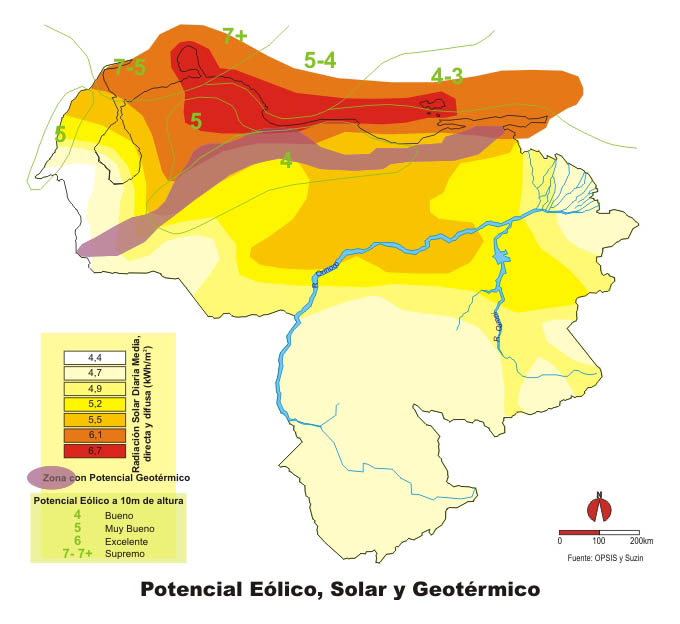 7+
5-4
7-5
4-3
5
5
4
R. Orinoco
R. Caroni
4,4
4,7
4,9
5,2
5,5
6,1
6,7
Radiación Solar Diaria Media,
directa y difusa (kWh/m²)
Zona con Potencial Geotérmico
Potencial Eólico a 10m de altura
4 Bueno
5 Muy Bueno
6 Excelente
7- 7+ Supremo
N
0 100 200km
Fuente: OPSIS y Suzin
Potencial Eólico, Solar y Geotérmico